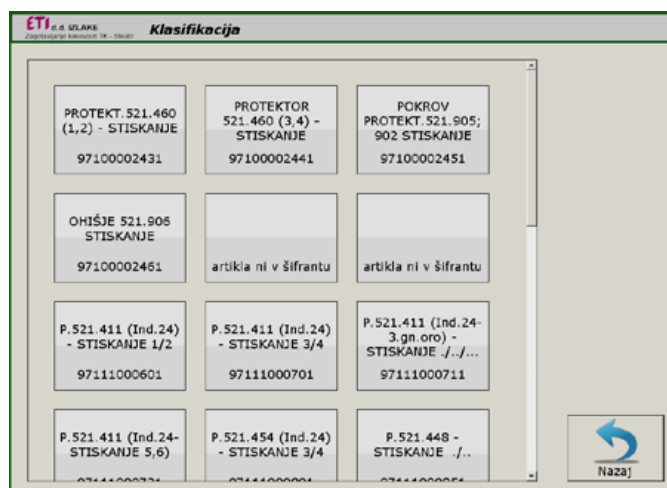 ETI d.d. IZLAKE
Klasifikacija
PROTEKT.521.460
(1,2) - STISKANJE
97100002431
PROTEKTOR
521.460 (3,4) -
STISKANJE
97100002441
POKROV
PROTEKT.521.905;
902 STISKANJE
97100002451
OHIŠJE 521.906
STISKANJE
97100002461
artikla ni v šifrantu
artikla ni v šifrantu
P.521.411 (Ind.24)
- STISKANJE 1/2
97111000601
P.521.411 (Ind.24)
- STISKANJE 3/4
97111000701
P.521.411 (Ind.24-
3.gn.oro) -
STISKANJE ./../...
97111000711
P.521.411 (Ind.24-
STISKANJE 5,6)
P.521.454 (Ind.24)
- STISKANJE 3/4
P.521.448 -
STISKANJE ./..
Nazaj